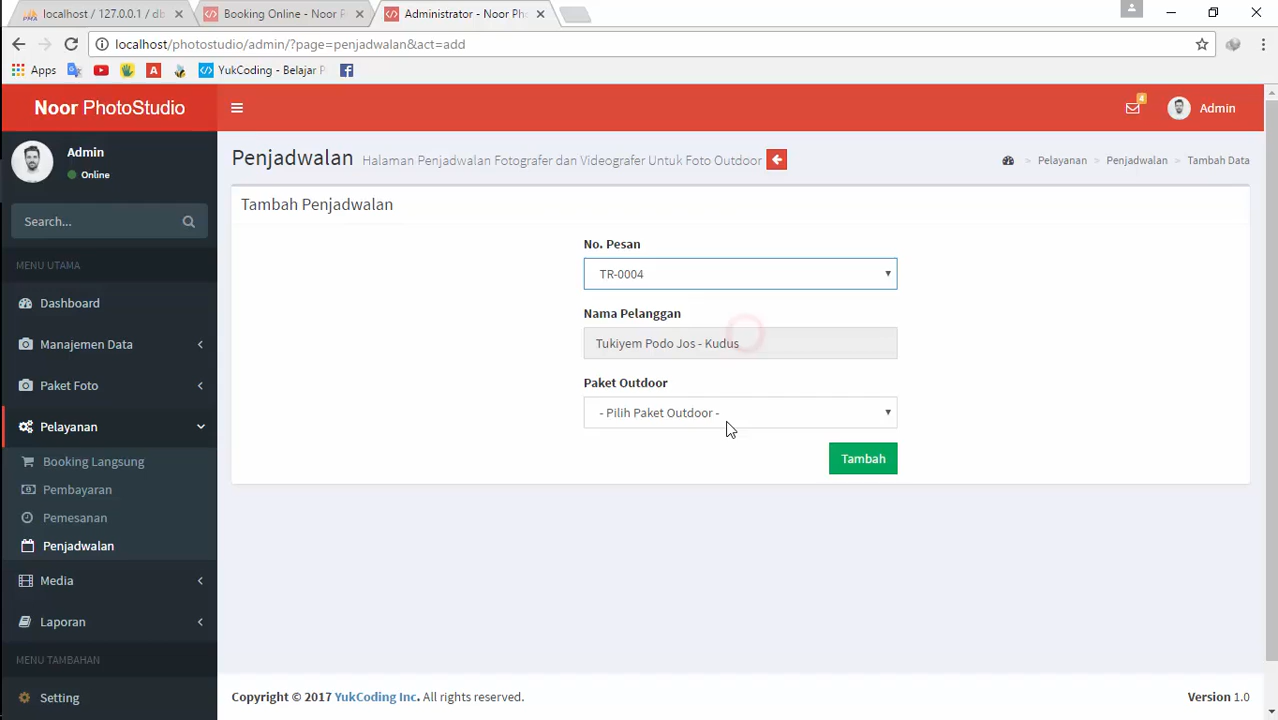 localhost / 127.0.0.1 / db
Booking Online - Noor P
Administrator - Noor Pho
localhost/photostudio/admin/?page=penjadwalan&act=add
Apps
YukCoding - Belajar P
Noor PhotoStudio
4
Admin
Admin
Online
Penjadwalan Halaman Penjadwalan Fotografer dan Videografer Untuk Foto Outdoor
> Pelayanan > Penjadwalan > Tambah Data
Search...
Tambah Penjadwalan
MENU UTAMA
Dashboard
Manajemen Data
Paket Foto
Pelayanan
Booking Langsung
Pembayaran
Pemesanan
Penjadwalan
Media
Laporan
MENU TAMBAHAN
Setting
No. Pesan
TR-0004
Nama Pelanggan
Tukiyem Podo Jos - Kudus
Paket Outdoor
- Pilih Paket Outdoor -
Tambah
Copyright © 2017 YukCoding Inc. All rights reserved.
Version 1.0